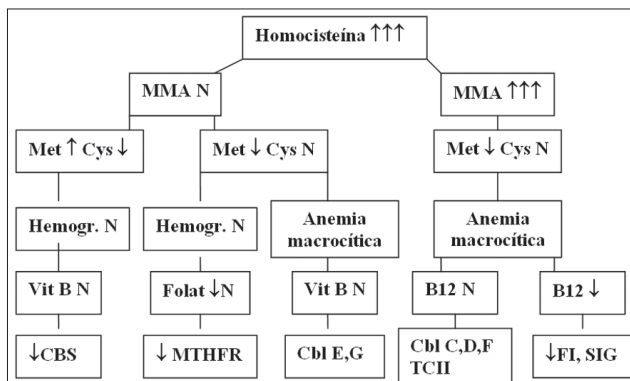 Homocisteína ↑↑↑
MMA N
MMA ↑↑↑
Met ↑ Cys ↓
Met ↓ Cys N
Met ↓ Cys N
Hemogr. N
Hemogr. N
Anemia
macrocítica
Anemia
macrocítica
Vit B N
Folat ↓N
Vit B N
B12 N
B12 ↓
↓CBS
↓ MTHFR
Cbl E,G
Cbl C,D,F
TCII
↓FI, SIG